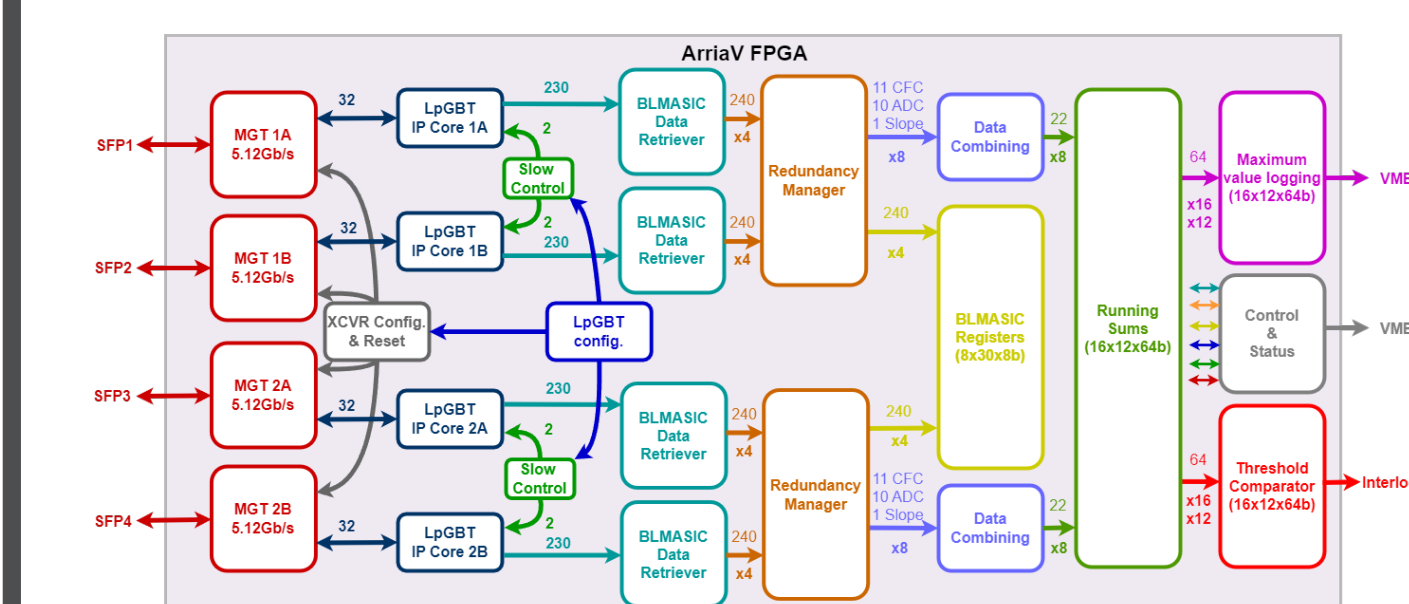 ArriaV FPGA
SFP1
MGT 1A
5.12Gb/s
32
LpGBT
IP Core 1A
230
2
BLMASIC
Data
Retriever
240
x4
Slow
Control
SFP2
MGT 1B
5.12Gb/s
32
LpGBT
IP Core 1B
2
230
BLMASIC
Data
Retriever
240
x4
Redundancy
Manager
11 CFC
10 ADC
1 Slope
x8
Data
Combining
22
x8
240
x4
XCVR Config.
& Reset
LpGBT
config.
BLMASIC
Registers
(8x30x8b)
Running
Sums
(16x12x64b)
64
x16
x12
Maximum
value logging
(16x12x64b)
Control
&
Status
SFP3
MGT 2A
5.12Gb/s
32
LpGBT
IP Core 2A
230
2
BLMASIC
Data
Retriever
240
x4
Slow
Control
SFP4
MGT 2B
5.12Gb/s
32
LpGBT
IP Core 2B
2
230
BLMASIC
Data
Retriever
240
x4
Redundancy
Manager
240
x4
11 CFC
10 ADC
1 Slope
x8
Data
Combining
22
x8
64
x16
x12
Threshold
Comparator
(16x12x64b)
Interlo